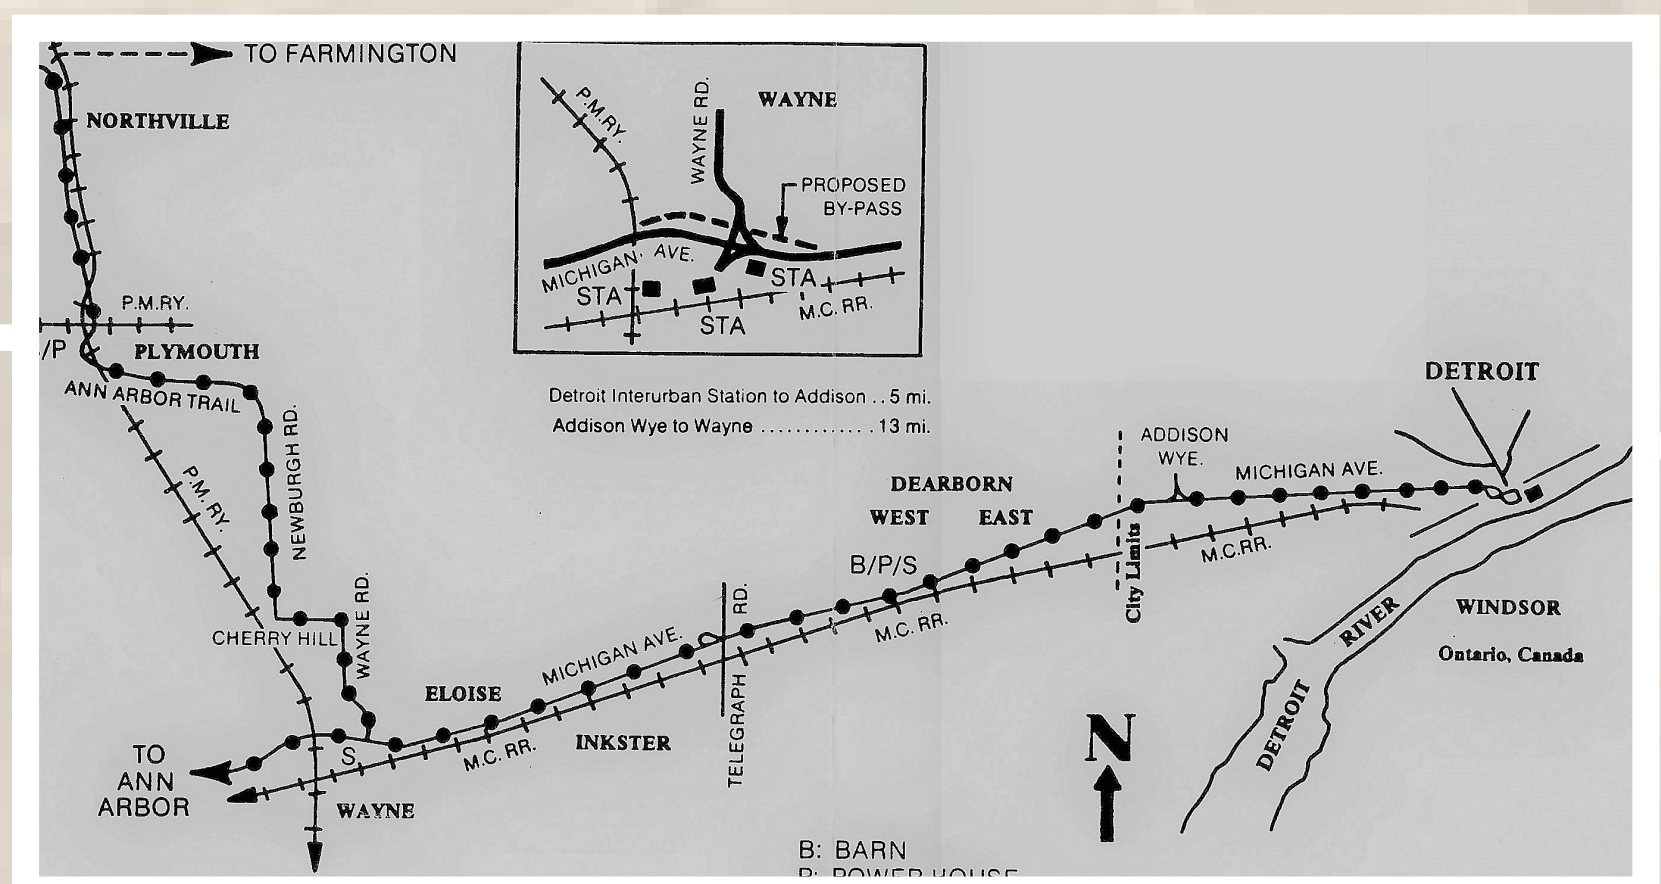 TO FARMINGTON
NORTHVILLE
P.M.RY.
WAYNE RD.
WAYNE
PROPOSED
BY-PASS
MICHIGAN AVE.
STA
STA
STA
M.C. RR.
P.M.RY.
/P
PLYMOUTH
ANN ARBOR TRAIL
Detroit Interurban Station to Addison .. 5 mi.
Addison Wye to Wayne ............. 13 mi.
DETROIT
NEWBURGH RD.
P.M. RY.
ADDISON
WYE.
MICHIGAN AVE.
DEARBORN
WEST EAST
B/P/S
City Limits
M.C.RR.
M.C. RR.
WINDSOR
Ontario, Canada
DETROIT RIVER
CHERRY HILL
WAYNE RD.
MICHIGAN AVE.
TELEGRAPH RD.
ELOISE
INKSTER
M.C. RR.
S
TO
ANN
ARBOR
WAYNE
N
B: BARN
P: POWER HOUSE